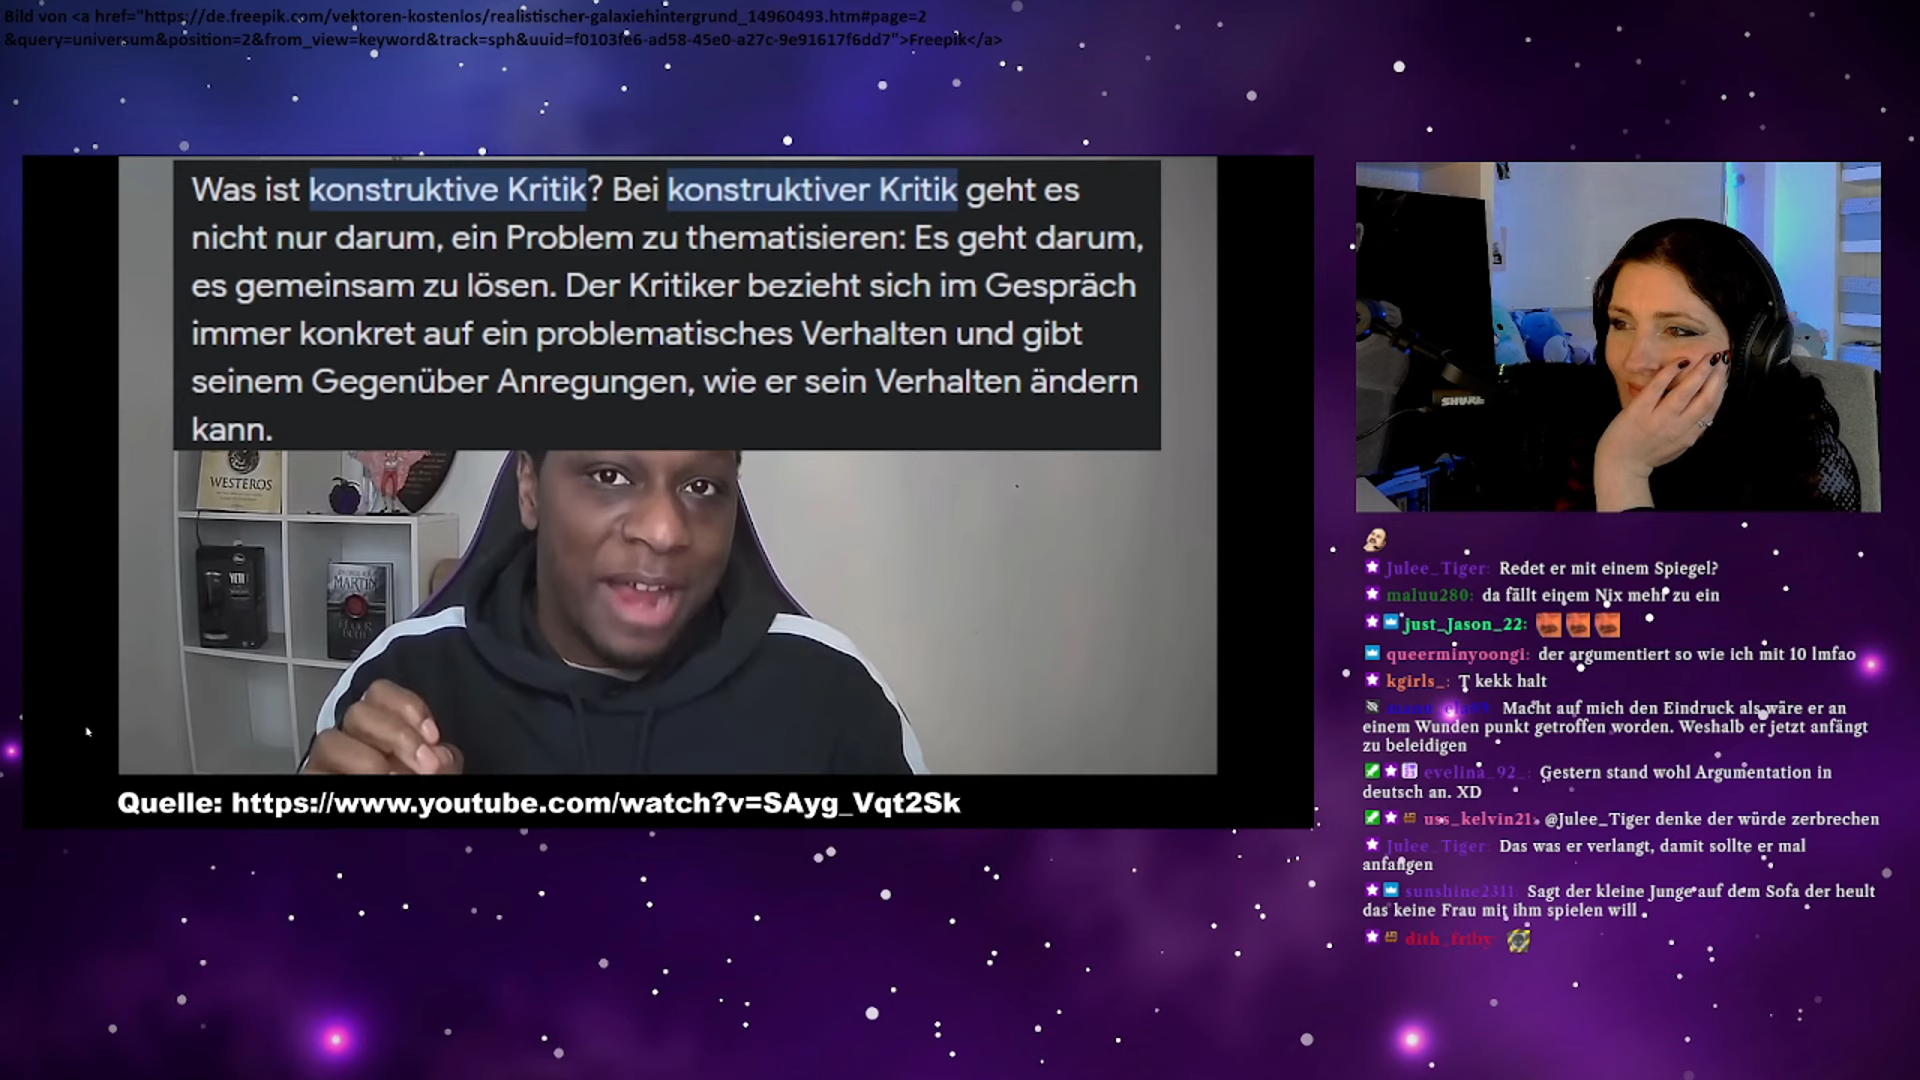 Bild von <a href="https://de.freepik.com/vektoren-kostenlos/realistischer-galaxiehintergrund_14960493.htm#page=2
&query=universum&position=2&from_view=keyword&track=sph&uuid=f0103fe6-ad58-45e0-a27c-9e91617f6dd7">Freepik</a>
Was ist konstruktive Kritik? Bei konstruktiver Kritik geht es
nicht nur darum, ein Problem zu thematisieren: Es geht darum,
es gemeinsam zu lösen. Der Kritiker bezieht sich im Gespräch
immer konkret auf ein problematisches Verhalten und gibt
seinem Gegenüber Anregungen, wie er sein Verhalten ändern
kann.
WESTEROS
MARTIN
Quelle: https://www.youtube.com/watch?v=SAyg_Vqt2Sk
SHURE
Julee_Tiger: Redet er mit einem Spiegel?
maluu280: da fällt einem Nix mehr zu ein
just_Jason_22:
queerminyoongi: der argumentiert so wie ich mit 10 lmfao
kgirls_: T kekk halt
Macht auf mich den Eindruck als wäre er an
einem Wunden punkt getroffen worden. Weshalb er jetzt anfängt
zu beleidigen
evelina_92_: Gestern stand wohl Argumentation in
deutsch an. XD
uss_kelvin21: @Julee_Tiger denke der würde zerbrechen
Julee_Tiger: Das was er verlangt, damit sollte er mal
anfangen
sunshine2311: Sagt der kleine Junge auf dem Sofa der heult
das keine Frau mit ihm spielen will
dith_friby: